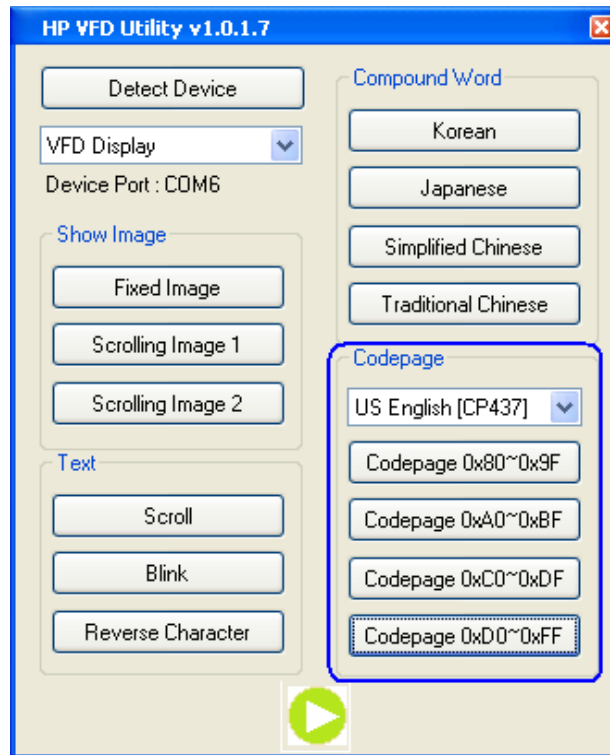 HP VFD Utility v1.0.1.7
Detect Device
VFD Display
Device Port : COM6
Show Image
Fixed Image
Scrolling Image 1
Scrolling Image 2
Text
Scroll
Blink
Reverse Character
Compound Word
Korean
Japanese
Simplified Chinese
Traditional Chinese
Codepage
US English [CP437]
Codepage 0x80~0x9F
Codepage 0xA0~0xBF
Codepage 0xC0~0xDF
Codepage 0xD0~0xFF